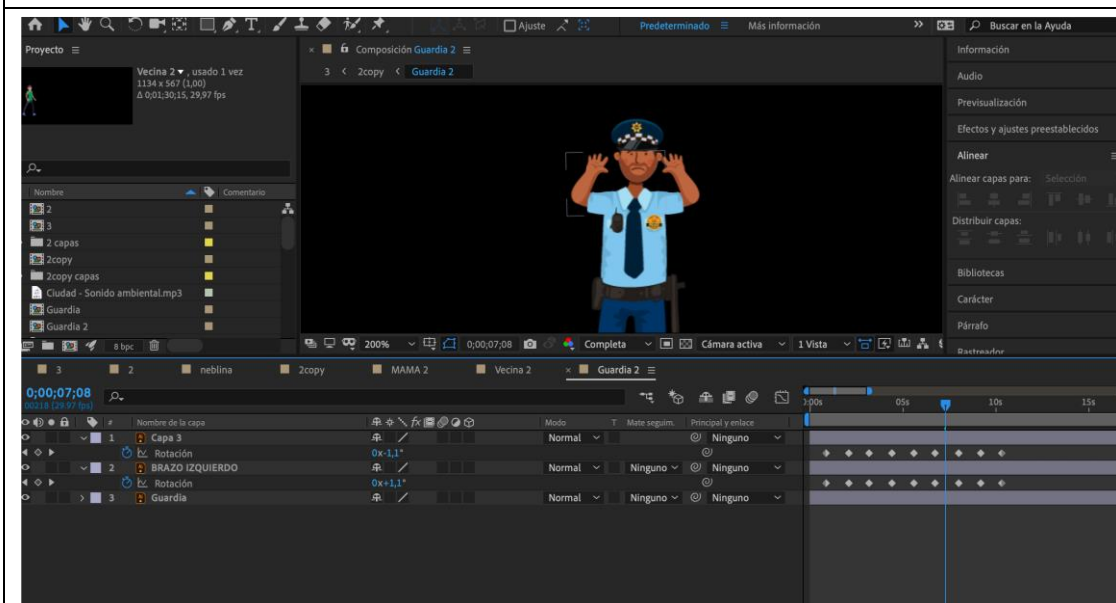 Ajuste
Predeterminado
Más información
Buscar en la Ayuda
Proyecto
Vecina 2, usado 1 vez
1134 x 567 (1,00)
Δ 0;01;30;15, 29,97 fps
Nombre
Comentario
2
3
2 capas
2copy
2copy capas
Ciudad - Sonido ambiental.mp3
Guardia
Guardia 2
8 bpc
Composición Guardia 2
3 < 2copy < Guardia 2
200%
0;00;07;08
Completa
Cámara activa
1 Vista
Información
Audio
Previsualización
Efectos y ajustes preestablecidos
Alinear
Alinear capas para: Selección
Distribuir capas:
Bibliotecas
Carácter
Párrafo
Rastreador
3
2
neblina
2copy
MAMA 2
Vecina 2
Guardia 2
0;00;07;08
00218 (29.97 fps)
# Nombre de la capa
Modo
T Mate seguim.
Principal y enlace
05s
10s
15s
1 Capa 3 Normal Ninguno
Rotación 0x-1,1°
2 BRAZO IZQUIERDO Normal Ninguno Ninguno
Rotación 0x+1,1°
3 Guardia Normal Ninguno Ninguno